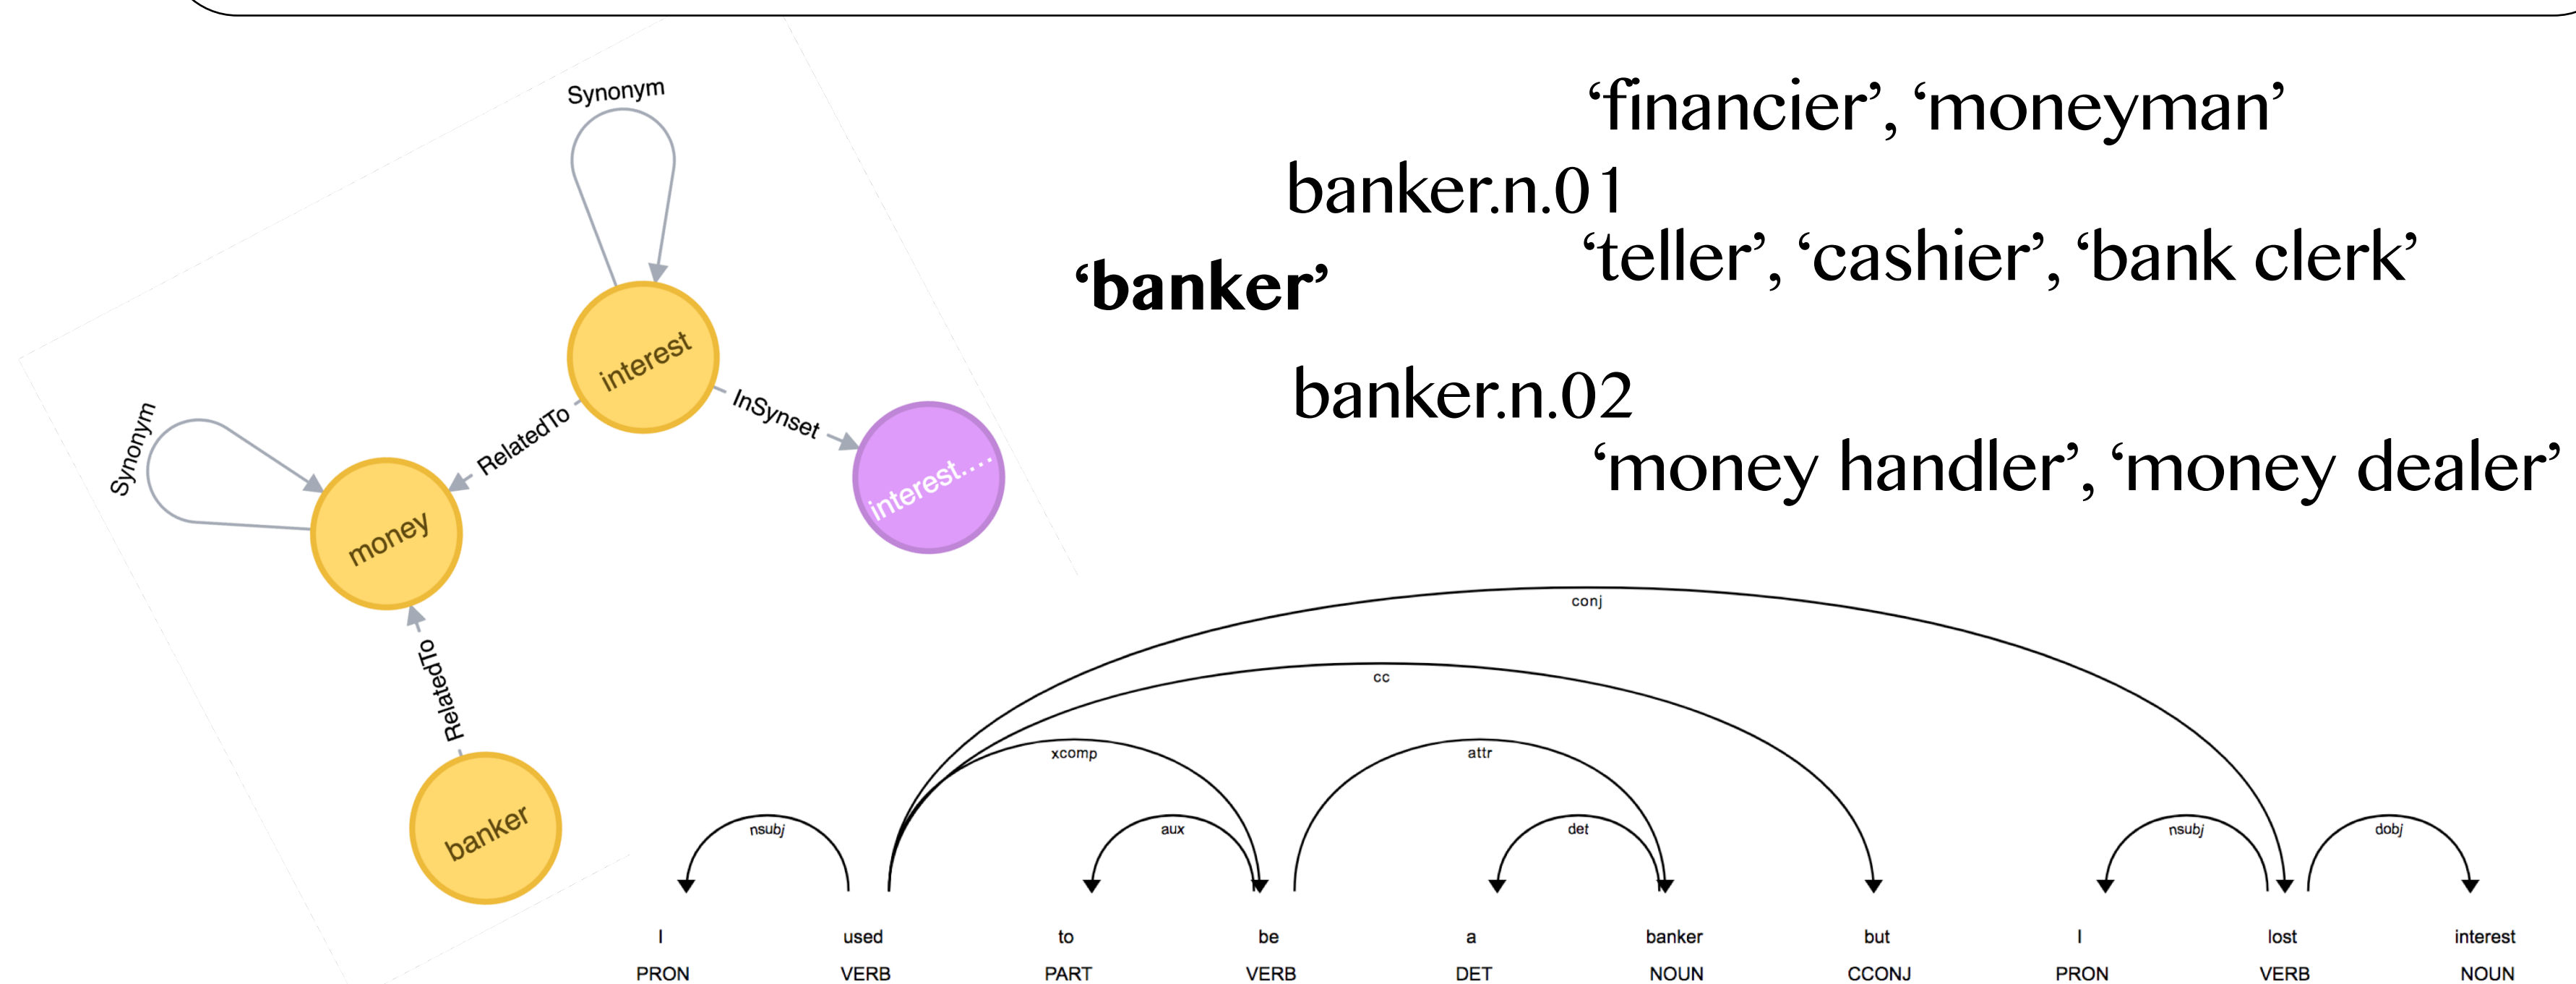 Synonym
‘financier’, ‘moneyman’
banker.n.01
‘teller’, ‘cashier’, ‘bank clerk’
‘banker’
interest
banker.n.02
InSynset
RelatedTo
Synonym
‘money handler’, ‘money dealer’
interest....
money
conj
RelatedTo
cc
xcomp
attr
banker
nsubj
aux
det
nsubj
dobj
I used to be a banker but I lost interest
PRON VERB PART VERB DET NOUN CCONJ PRON VERB NOUN